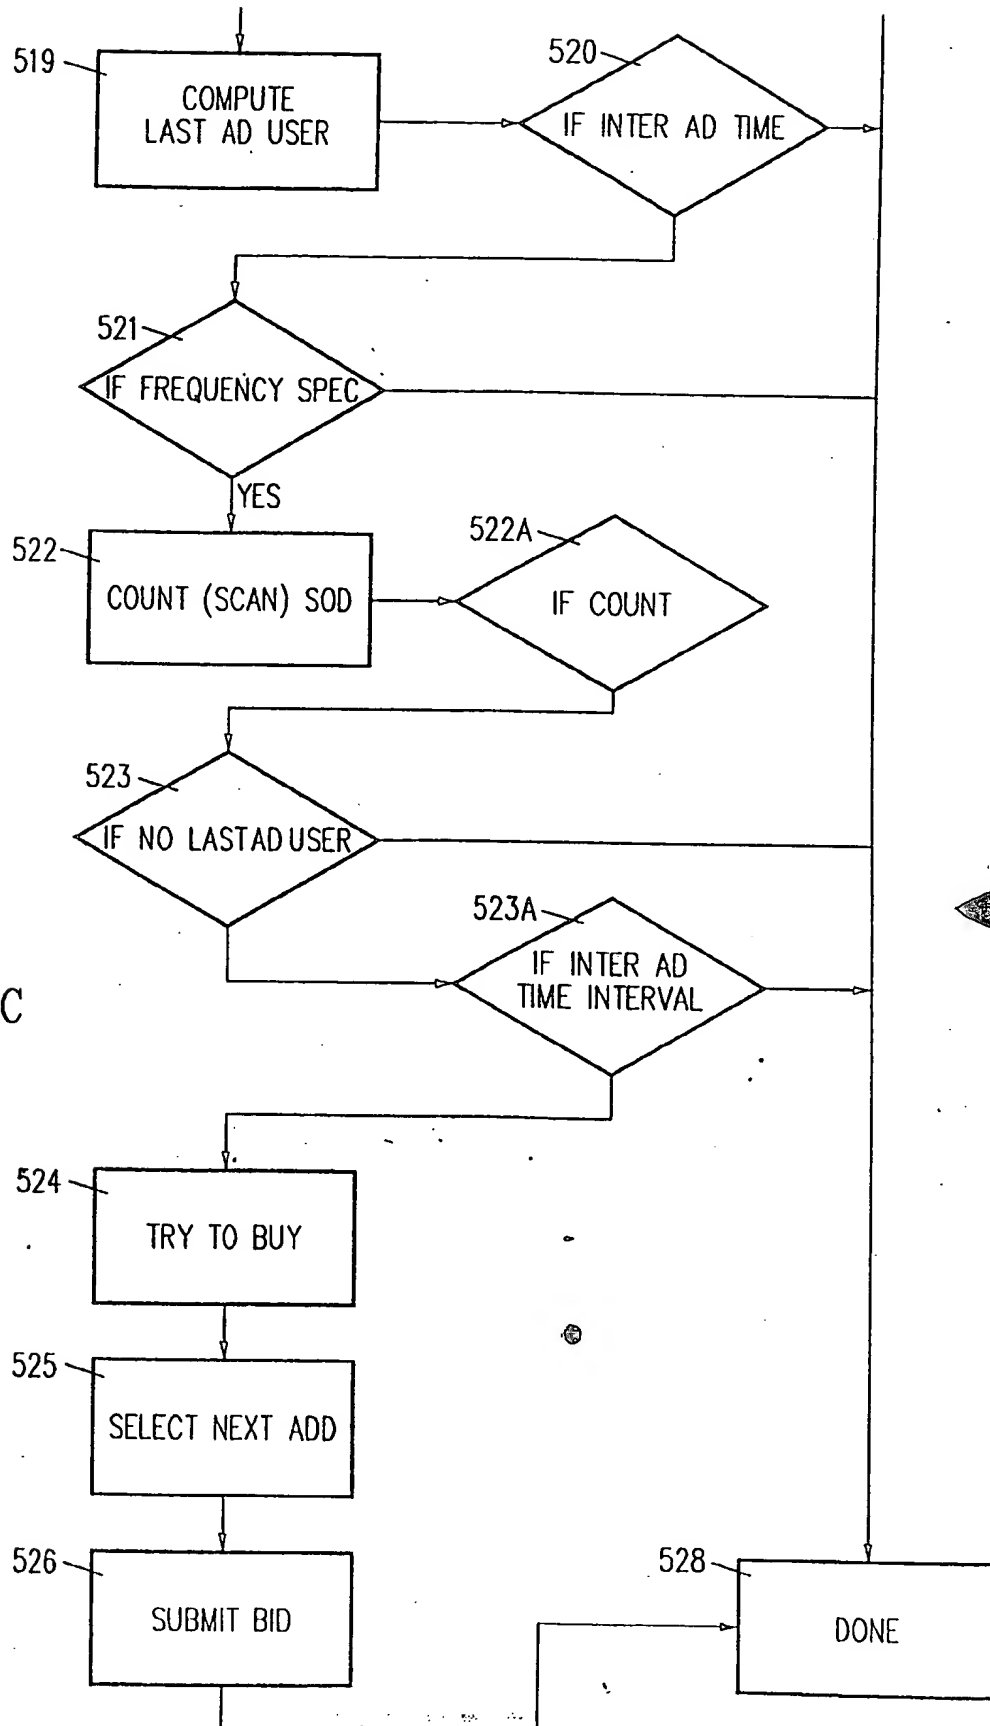 519
COMPUTE
LAST AD USER
520
IF INTER AD TIME
521
IF FREQUENCY SPEC
YES
522
COUNT (SCAN) SOD
522A
IF COUNT
523
IF NO LASTAD USER
523A
IF INTER AD
TIME INTERVAL
C
524
TRY TO BUY
525
SELECT NEXT ADD
526
SUBMIT BID
528
DONE